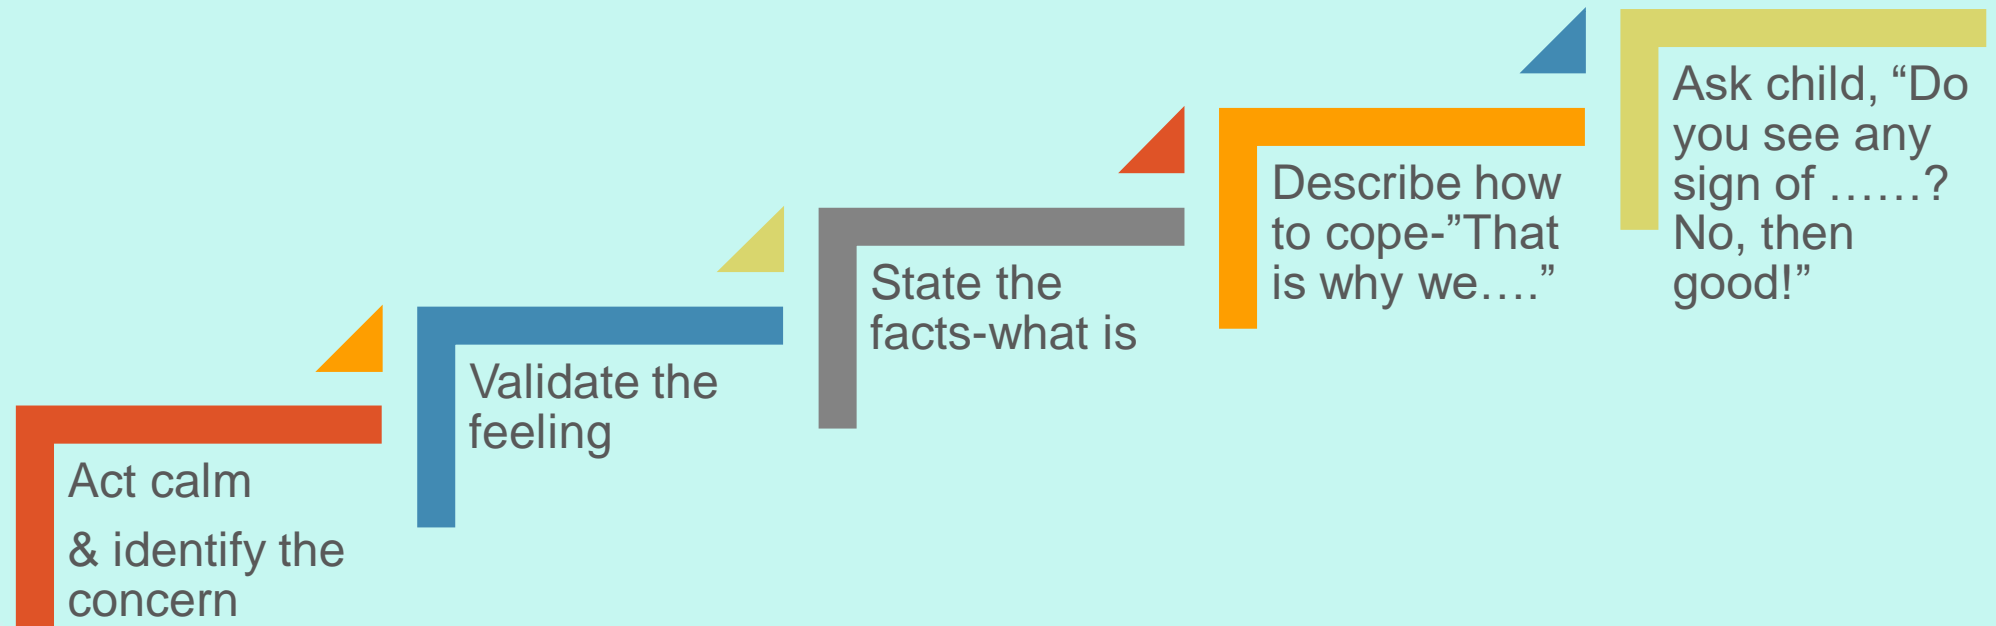 Act calm
& identify the
concern
Validate the
feeling
State the
facts-what is
Describe how
to cope-”That
is why we….”
Ask child, “Do
you see any
sign of ……?
No, then
good!”